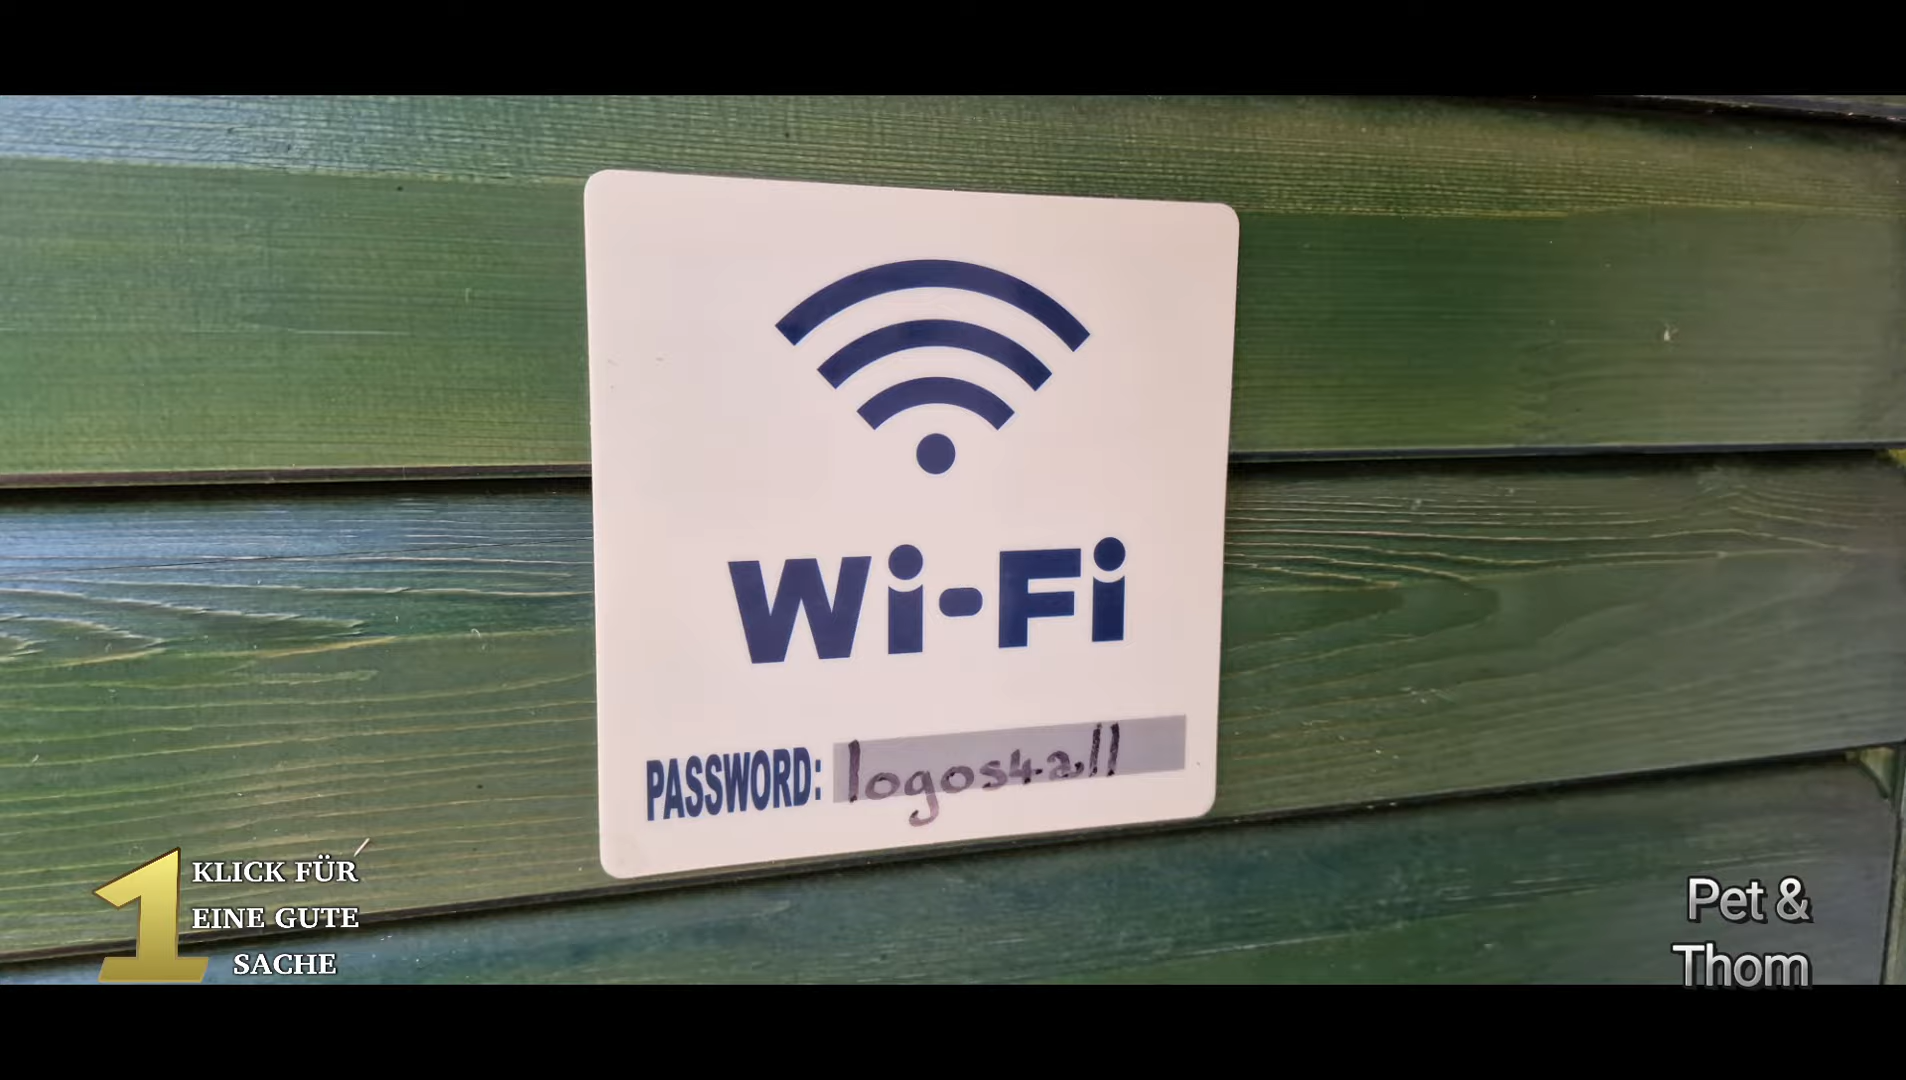 Wi-Fi
PASSWORD: logos4all
1 KLICK FÜR
EINE GUTE
SACHE
Pet &
Thom